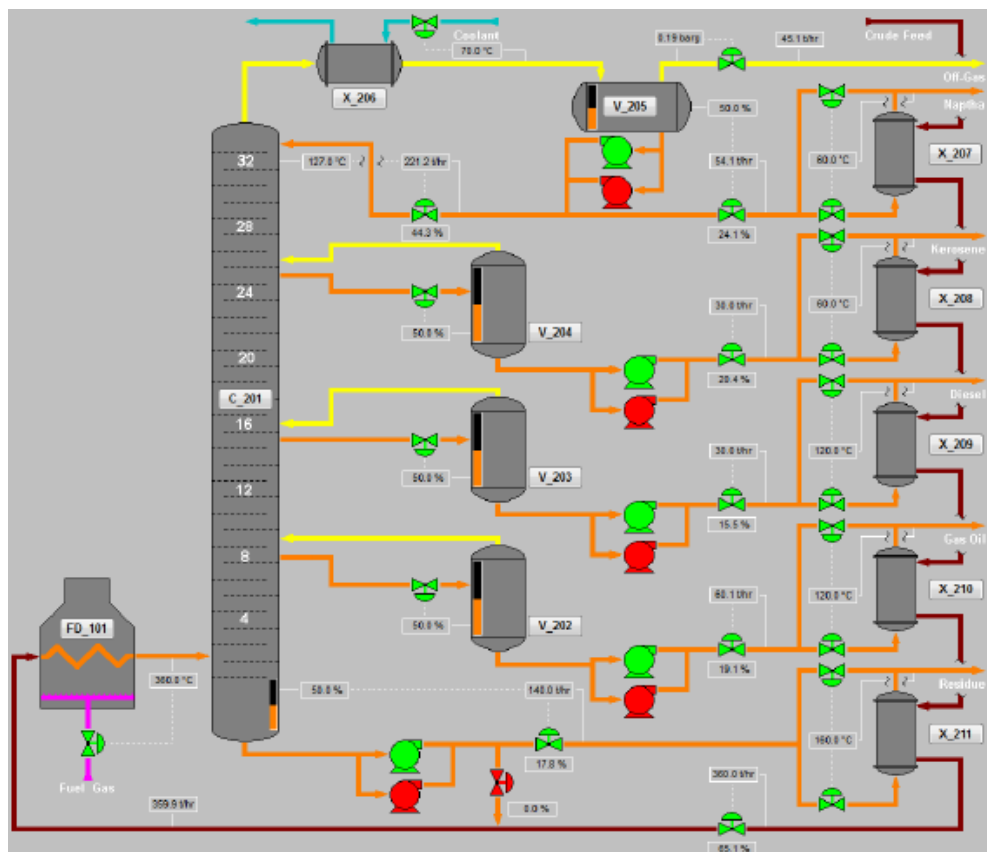 Coolant
70.0 °C
0.19 barg
45.1 t/hr
Crude Feed
Off-Gas
X_206
V_205
50.0 %
Naptha
32
127.0 °C
221.2 t/hr
54.1 t/hr
60.0 °C
X_207
28
44.3 %
24.1 %
Kerosene
24
50.0 %
V_204
30.0 t/hr
60.0 °C
X_208
20
20.4 %
C_201
Diesel
16
50.0 %
V_203
30.0 t/hr
120.0 °C
X_209
12
15.5 %
Gas Oil
8
FD_101
50.0 %
V_202
60.1 t/hr
120.0 °C
X_210
4
19.1 %
360.0 °C
50.0 %
140.0 t/hr
Residue
17.8 %
160.0 °C
X_211
Fuel Gas
359.9 t/hr
0.0 %
360.0 t/hr
65.1 %